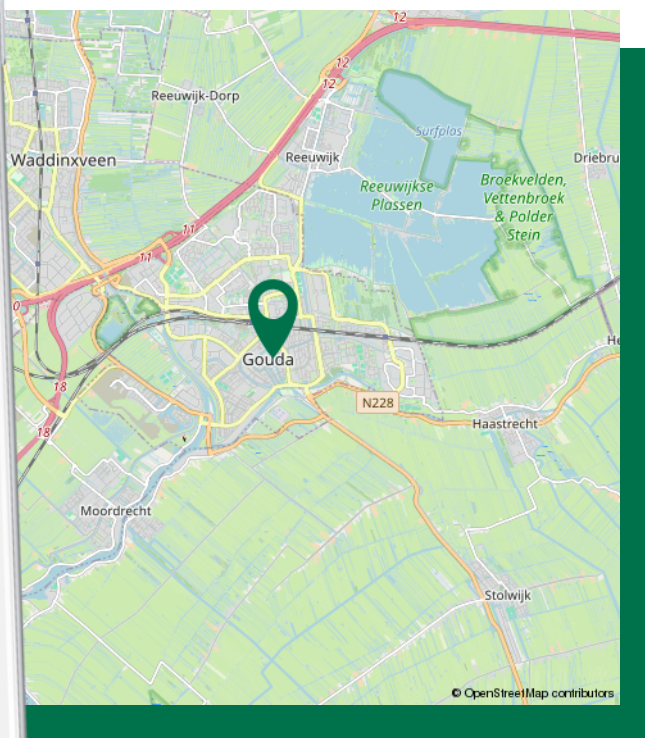 12
12
12
Reeuwijk-Dorp
Surfplas
Waddinxveen
Reeuwijk
Driebru
Reeuwijkse
Plassen
Broekvelden,
Vettenbroek
& Polder
Stein
11
11
0
He
Gouda
18
N228
Haastrecht
18
Moordrecht
Stolwijk
© OpenStreetMap contributors